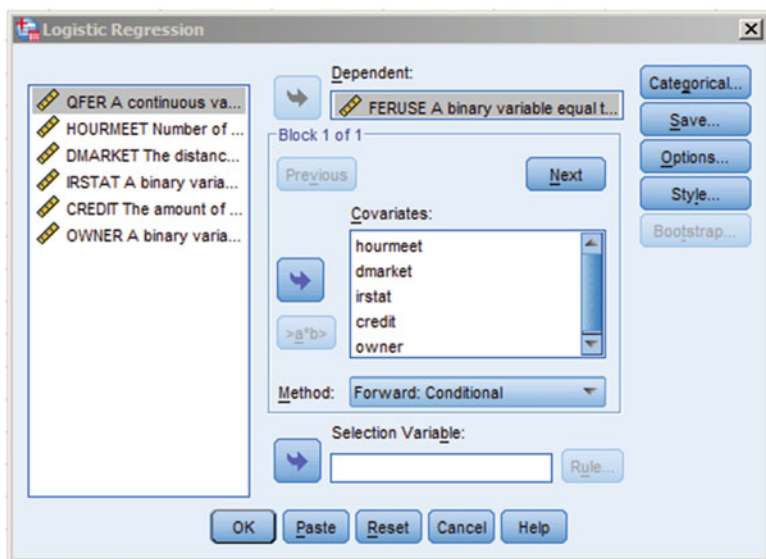 Logistic Regression
QFER A continuous va...
HOURMEET Number of ...
DMARKET The distanc...
IRSTAT A binary varia...
CREDIT The amount of ...
OWNER A binary varia...
Dependent:
FERUSE A binary variable equal t...
Block 1 of 1
Previous
Next
Covariates:
hourmeet
dmarket
irstat
credit
owner
>a*b>
Method:
Forward: Conditional
Selection Variable:
Rule...
Categorical...
Save...
Options...
Style...
Bootstrap...
OK
Paste
Reset
Cancel
Help